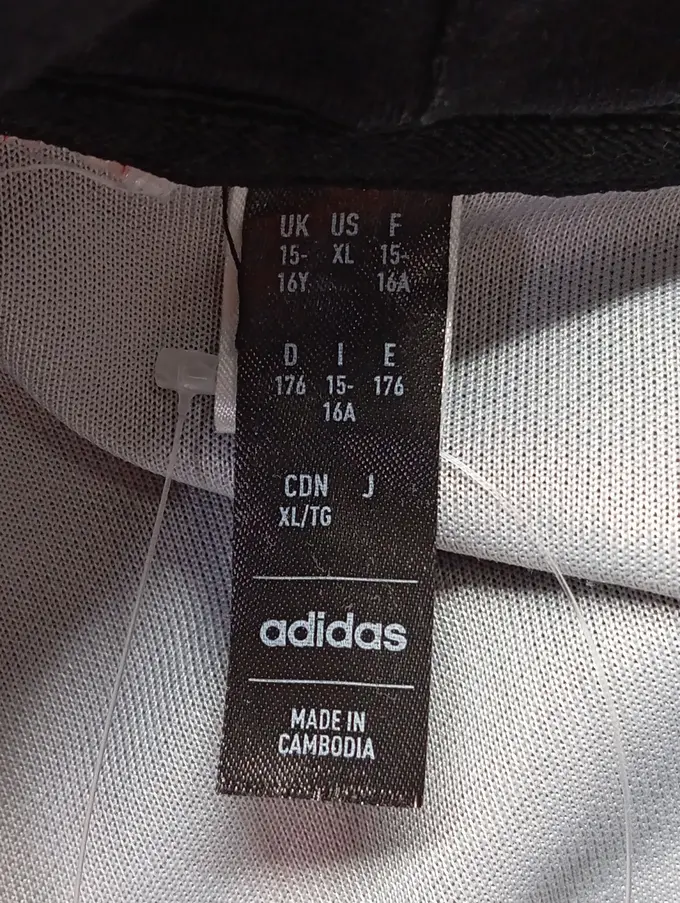 UK US F
15- XL 15-
16Y 16A
D I E
176 15- 176
16A
CDN J
XL/TG
adidas
MADE IN
CAMBODIA